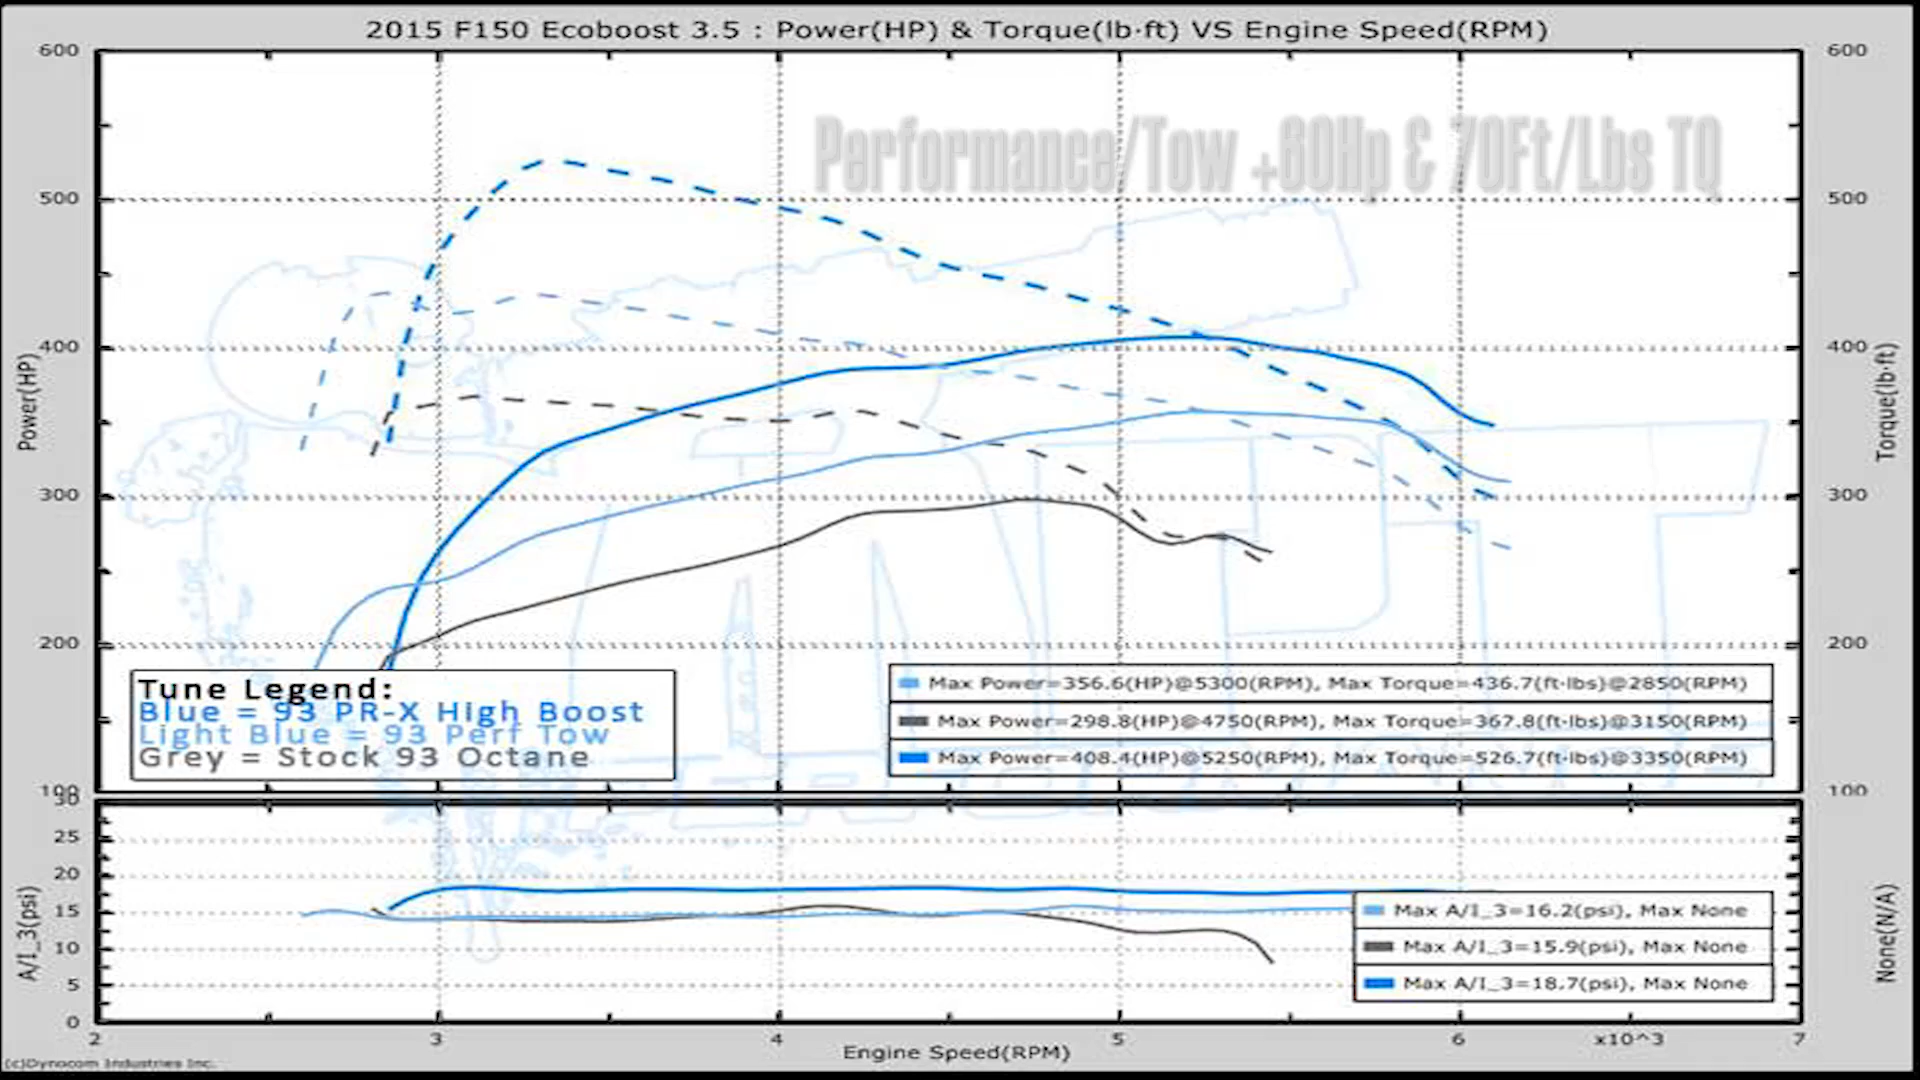 2015 F150 Ecoboost 3.5 : Power(HP) & Torque(lb·ft) VS Engine Speed(RPM)
Performance/Tow +60Hp & 70Ft/Lbs TQ
600
500
400
300
200
100
Power(HP)
600
500
400
300
200
100
Torque(lb·ft)
Tune Legend:
Blue = 93 PR-X High Boost
Light Blue = 93 Perf Tow
Grey = Stock 93 Octane
Max Power=356.6(HP)@5300(RPM), Max Torque=436.7(ft·lbs)@2850(RPM)
Max Power=298.8(HP)@4750(RPM), Max Torque=367.8(ft·lbs)@3150(RPM)
Max Power=408.4(HP)@5250(RPM), Max Torque=526.7(ft·lbs)@3350(RPM)
30
25
20
15
10
5
0
A/I_3(psi)
None(N/A)
Max A/I_3=16.2(psi), Max None
Max A/I_3=15.9(psi), Max None
Max A/I_3=18.7(psi), Max None
2 3 4 5 6 x10^3 7
Engine Speed(RPM)
(c)Dynocom Industries Inc.